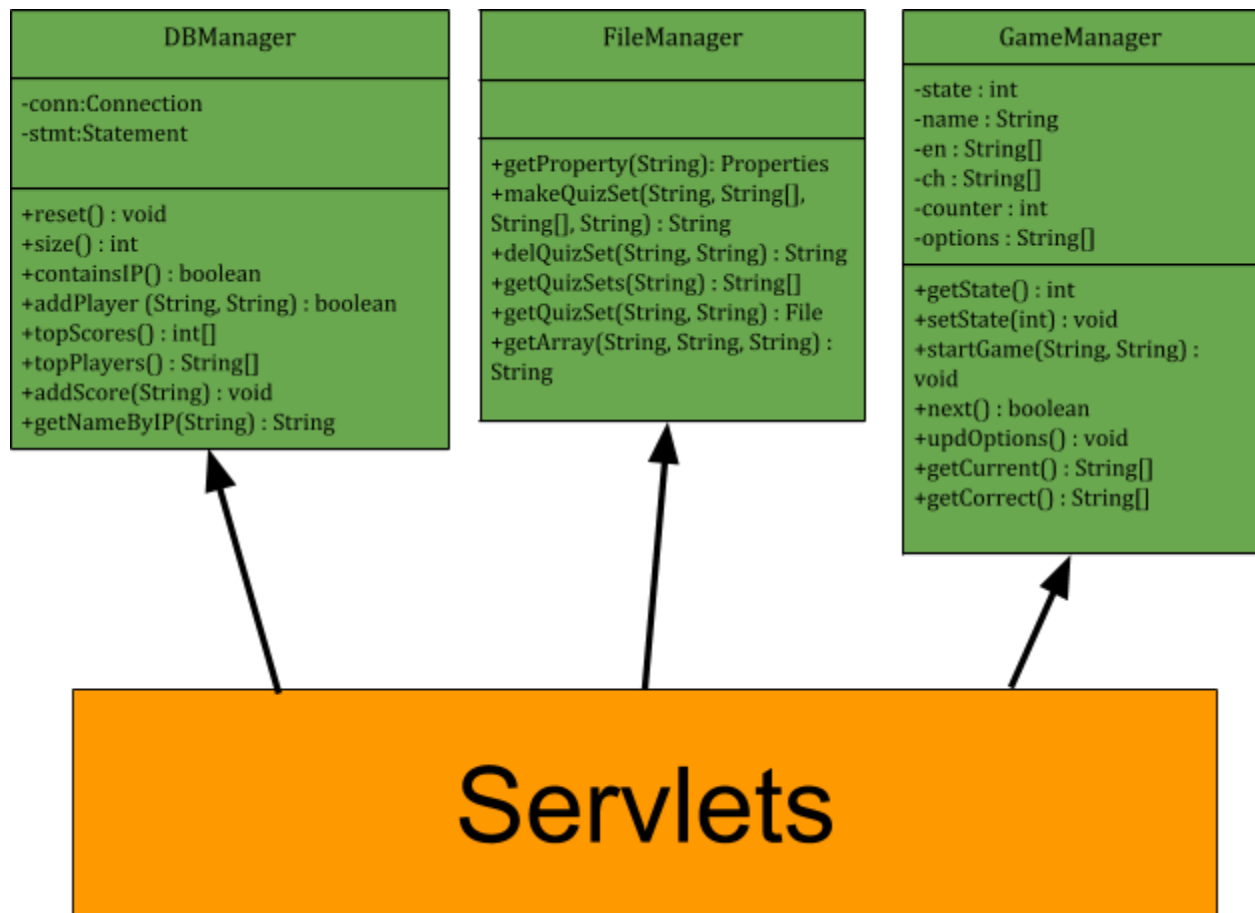 DBManager
-conn:Connection
-stmt:Statement
+reset() : void
+size() : int
+containsIP() : boolean
+addPlayer (String, String) : boolean
+topScores() : int[]
+topPlayers() : String[]
+addScore(String) : void
+getNameByIP(String) : String
FileManager
+getProperty(String): Properties
+makeQuizSet(String, String[],
String[], String) : String
+delQuizSet(String, String) : String
+getQuizSets(String) : String[]
+getQuizSet(String, String) : File
+getArray(String, String, String) :
String
GameManager
-state : int
-name : String
-en : String[]
-ch : String[]
-counter : int
-options : String[]
+getState() : int
+setState(int) : void
+startGame(String, String) :
void
+next() : boolean
+updOptions() : void
+getCurrent() : String[]
+getCorrect() : String[]
Servlets